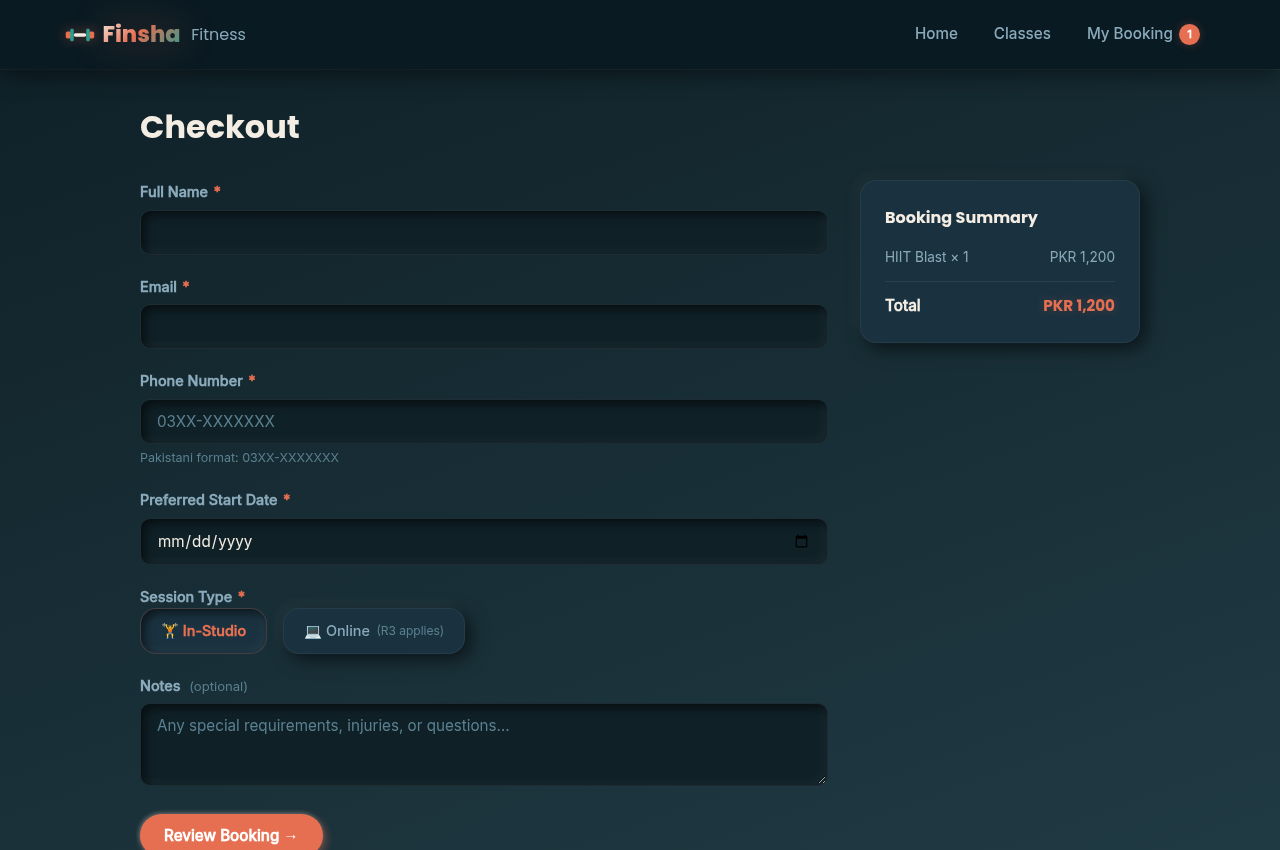 Finsha Fitness
Home
Classes
My Booking 1
Checkout
Full Name *
Email *
Phone Number *
03XX-XXXXXXX
Pakistani format: 03XX-XXXXXXX
Preferred Start Date *
mm/dd/yyyy
Session Type *
In-Studio
Online (R3 applies)
Notes (optional)
Any special requirements, injuries, or questions...
Review Booking →
Booking Summary
HIIT Blast × 1 PKR 1,200
Total PKR 1,200